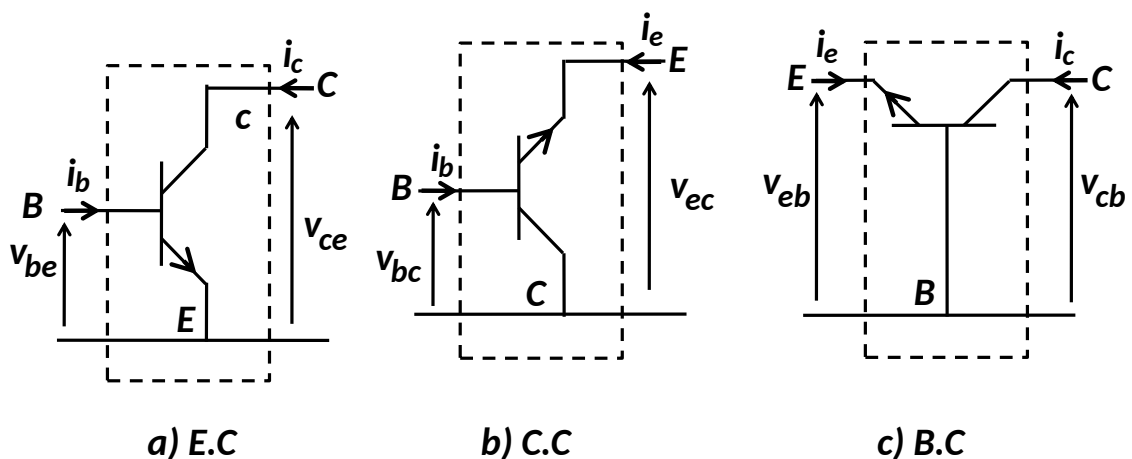 i_c
C
c
i_b
B
v_be
v_ce
E
a) E.C
i_e
E
i_b
B
v_bc
v_ec
C
b) C.C
i_e
E
i_c
C
v_eb
v_cb
B
c) B.C